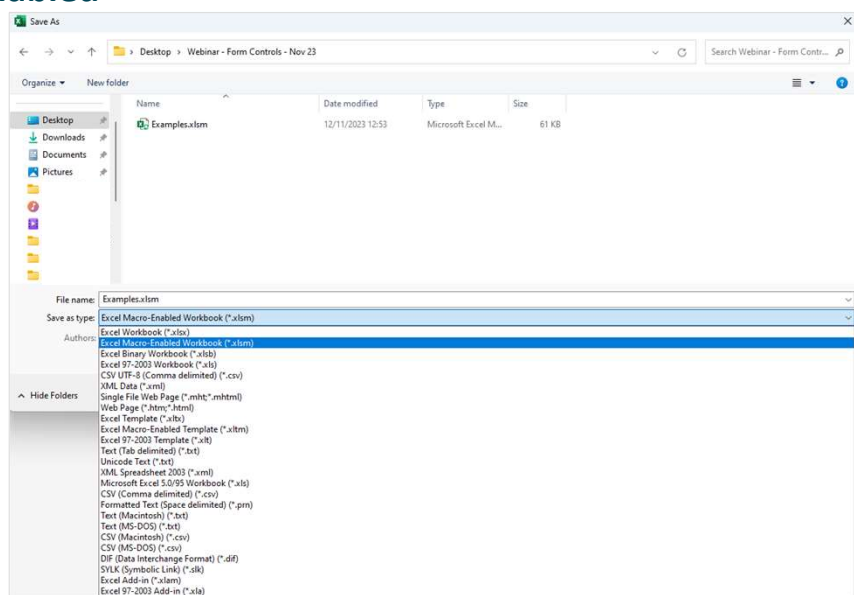 Save As
Desktop › Webinar - Form Controls - Nov 23
Search Webinar - Form Contr...
Organize
New folder
Name Date modified Type Size
Desktop
Downloads
Documents
Pictures
Examples.xlsm 12/11/2023 12:53 Microsoft Excel M... 61 KB
File name: Examples.xlsm
Save as type: Excel Macro-Enabled Workbook (*.xlsm)
Authors:
Excel Workbook (*.xlsx)
Excel Macro-Enabled Workbook (*.xlsm)
Excel Binary Workbook (*.xlsb)
Excel 97-2003 Workbook (*.xls)
CSV UTF-8 (Comma delimited) (*.csv)
XML Data (*.xml)
Single File Web Page (*.mht;*.mhtml)
Web Page (*.htm;*.html)
Excel Template (*.xltx)
Excel Macro-Enabled Template (*.xltm)
Excel 97-2003 Template (*.xlt)
Text (Tab delimited) (*.txt)
Unicode Text (*.txt)
XML Spreadsheet 2003 (*.xml)
Microsoft Excel 5.0/95 Workbook (*.xls)
CSV (Comma delimited) (*.csv)
Formatted Text (Space delimited) (*.prn)
Text (Macintosh) (*.txt)
Text (MS-DOS) (*.txt)
CSV (Macintosh) (*.csv)
CSV (MS-DOS) (*.csv)
DIF (Data Interchange Format) (*.dif)
SYLK (Symbolic Link) (*.slk)
Excel Add-in (*.xlam)
Excel 97-2003 Add-in (*.xla)
Hide Folders